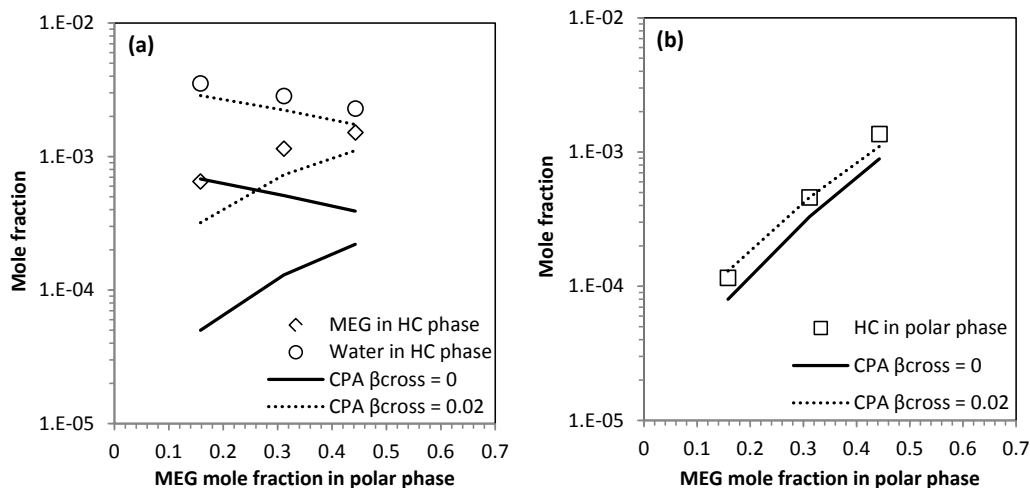 (a)
1.E-02
1.E-03
1.E-04
1.E-05
Mole fraction
0 0.1 0.2 0.3 0.4 0.5 0.6 0.7
MEG mole fraction in polar phase
MEG in HC phase
Water in HC phase
CPA βcross = 0
CPA βcross = 0.02
(b)
1.E-02
1.E-03
1.E-04
1.E-05
Mole fraction
0 0.1 0.2 0.3 0.4 0.5 0.6 0.7
MEG mole fraction in polar phase
HC in polar phase
CPA βcross = 0
CPA βcross = 0.02